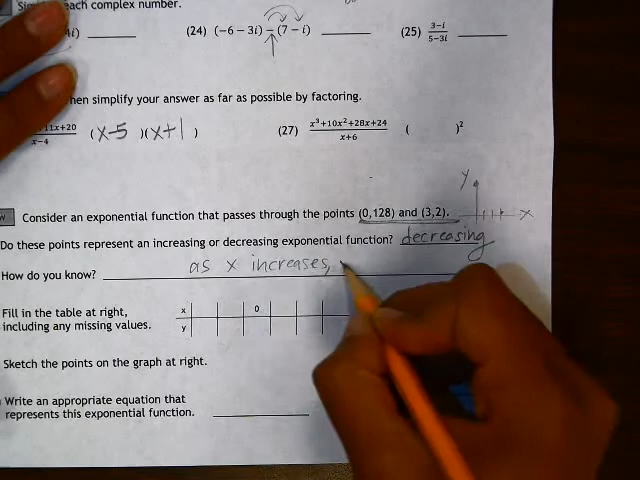 each complex number.
i) ____ (24) (-6 - 3i) - (7 - i) ____ (25) 3-i / 5-3i ____
hen simplify your answer as far as possible by factoring.
11x+20 / x-4 (x-5)(x+1) (27) x³+10x²+28x+24 / x+6 ( )²
y
w Consider an exponential function that passes through the points (0,128) and (3,2). x
Do these points represent an increasing or decreasing exponential function? decreasing
How do you know? as x increases,
Fill in the table at right, x 0
including any missing values. y
Sketch the points on the graph at right.
Write an appropriate equation that
represents this exponential function. ____